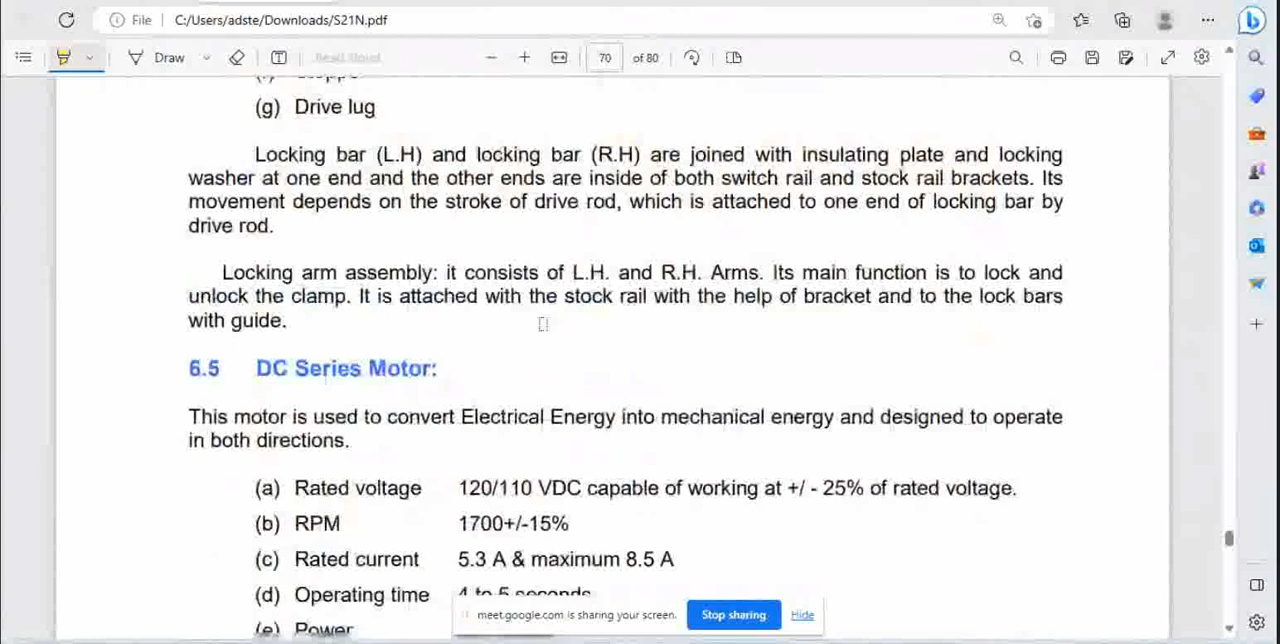 File
C:/Users/adste/Downloads/S21N.pdf
Draw
Read aloud
70
of 80
(g) Drive lug
Locking bar (L.H) and locking bar (R.H) are joined with insulating plate and locking
washer at one end and the other ends are inside of both switch rail and stock rail brackets. Its
movement depends on the stroke of drive rod, which is attached to one end of locking bar by
drive rod.
Locking arm assembly: it consists of L.H. and R.H. Arms. Its main function is to lock and
unlock the clamp. It is attached with the stock rail with the help of bracket and to the lock bars
with guide.
6.5 DC Series Motor:
This motor is used to convert Electrical Energy into mechanical energy and designed to operate
in both directions.
(a) Rated voltage 120/110 VDC capable of working at +/ - 25% of rated voltage.
(b) RPM 1700+/-15%
(c) Rated current 5.3 A & maximum 8.5 A
(d) Operating time 4 to 5 seconds
(e) Power
meet.google.com is sharing your screen.
Stop sharing
Hide